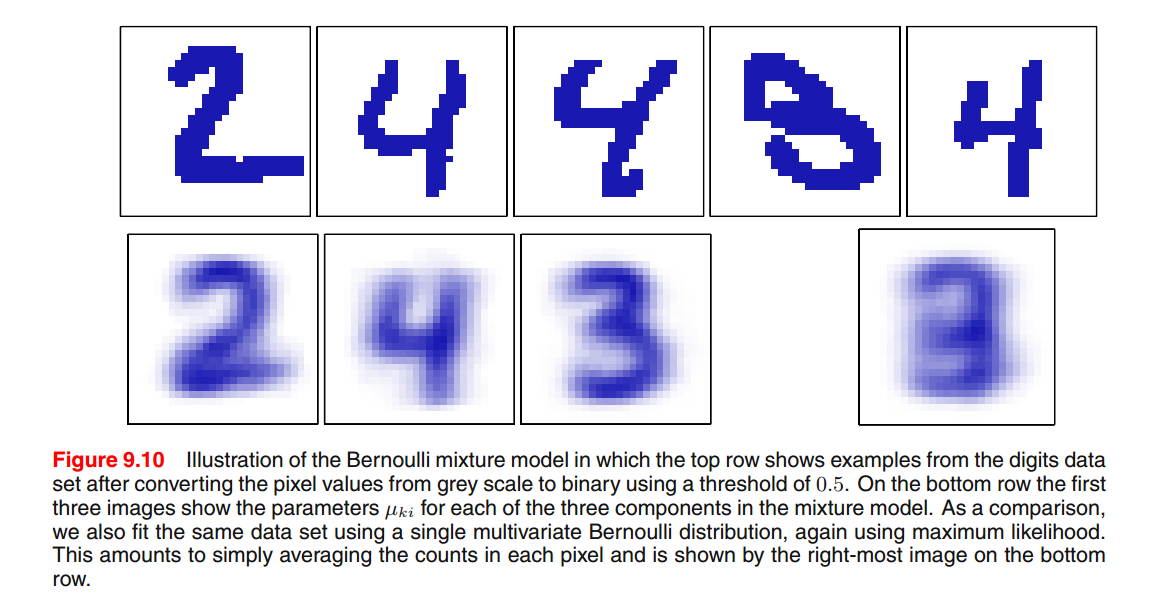 Figure 9.10 Illustration of the Bernoulli mixture model in which the top row shows examples from the digits data
set after converting the pixel values from grey scale to binary using a threshold of 0.5. On the bottom row the first
three images show the parameters μki for each of the three components in the mixture model. As a comparison,
we also fit the same data set using a single multivariate Bernoulli distribution, again using maximum likelihood.
This amounts to simply averaging the counts in each pixel and is shown by the right-most image on the bottom
row.